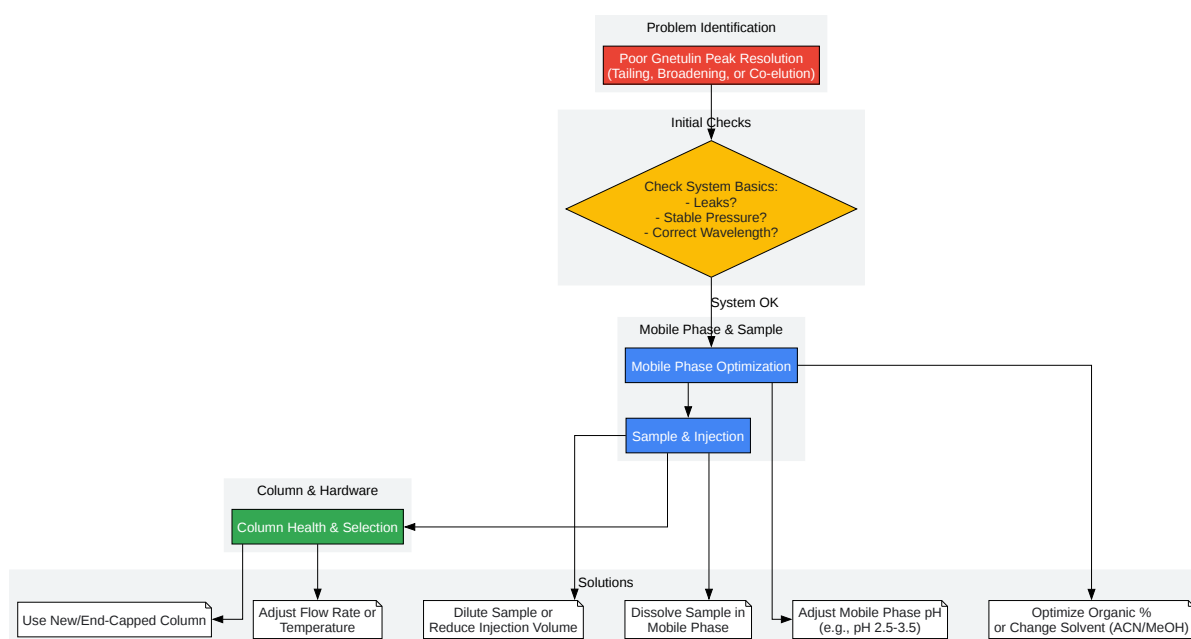 Problem Identification
Poor Gnetulin Peak Resolution
(Tailing, Broadening, or Co-elution)
Initial Checks
Check System Basics:
- Leaks?
- Stable Pressure?
- Correct Wavelength?
System OK
Mobile Phase & Sample
Mobile Phase Optimization
Sample & Injection
Column & Hardware
Column Health & Selection
Solutions
Use New/End-Capped Column
Adjust Flow Rate or
Temperature
Dilute Sample or
Reduce Injection Volume
Dissolve Sample in
Mobile Phase
Adjust Mobile Phase pH
(e.g., pH 2.5-3.5)
Optimize Organic %
or Change Solvent (ACN/MeOH)